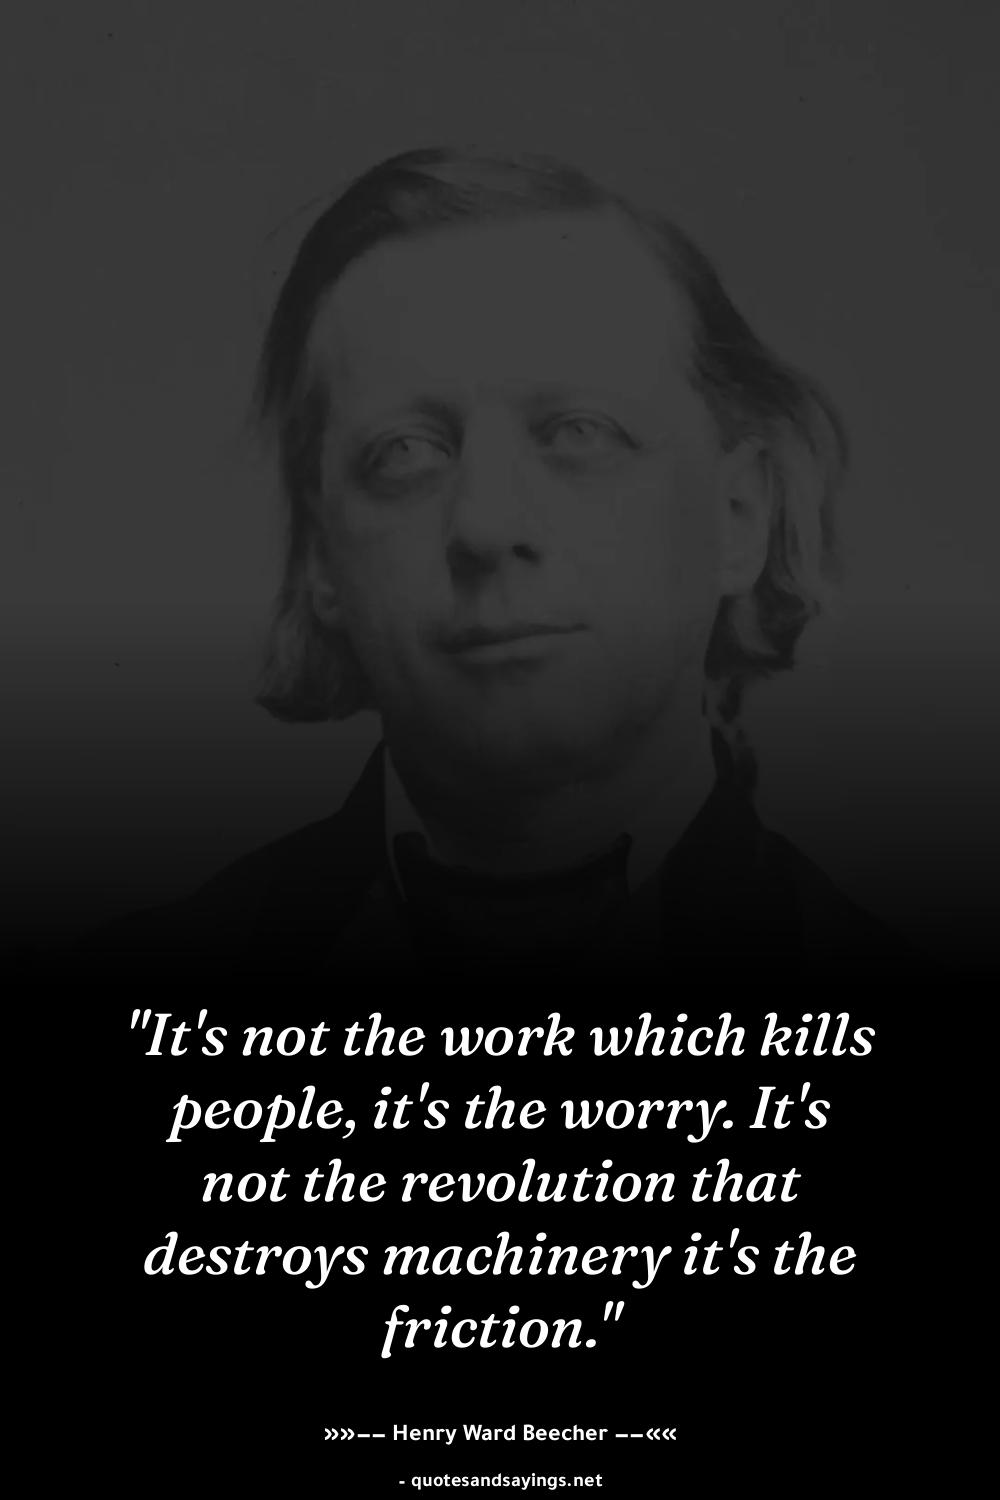 "It's not the work which kills
people, it's the worry. It's
not the revolution that
destroys machinery it's the
friction."
»»−− Henry Ward Beecher −−««
- quotesandsayings.net